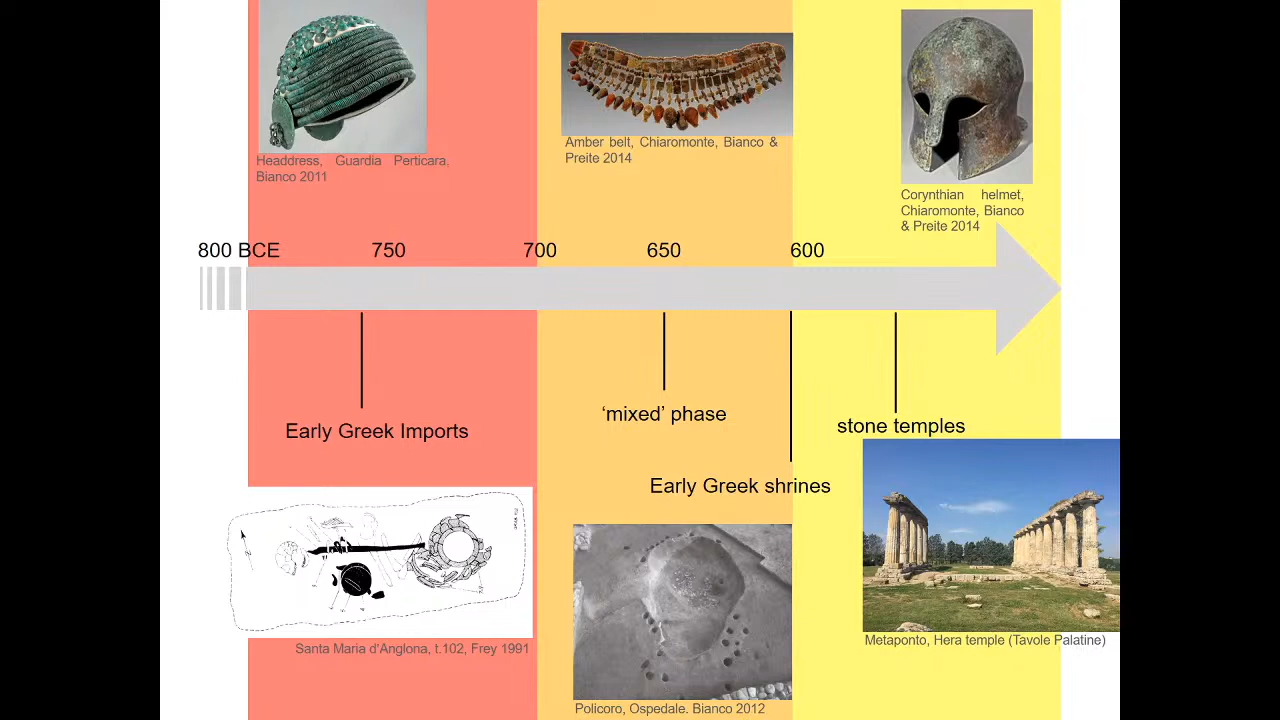 Headdress, Guardia Perticara,
Bianco 2011
Amber belt, Chiaromonte, Bianco &
Preite 2014
Corynthian helmet,
Chiaromonte, Bianco
& Preite 2014
800 BCE 750 700 650 600
Early Greek Imports
‘mixed’ phase
stone temples
Early Greek shrines
Santa Maria d'Anglona, t.102, Frey 1991
Metaponto, Hera temple (Tavole Palatine)
Policoro, Ospedale. Bianco 2012